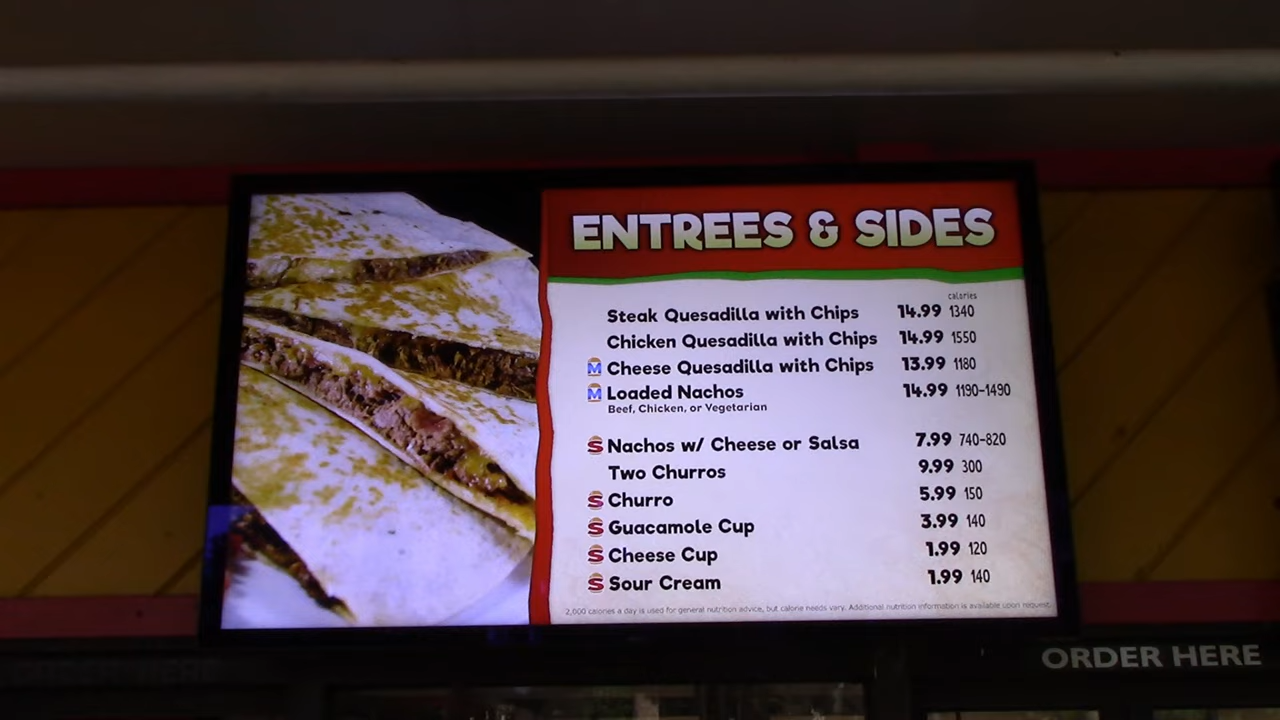 ENTREES & SIDES
calories
Steak Quesadilla with Chips 14.99 1340
Chicken Quesadilla with Chips 14.99 1550
M Cheese Quesadilla with Chips 13.99 1180
M Loaded Nachos 14.99 1190-1490
Beef, Chicken, or Vegetarian
S Nachos w/ Cheese or Salsa 7.99 740-820
Two Churros 9.99 300
S Churro 5.99 150
S Guacamole Cup 3.99 140
S Cheese Cup 1.99 120
S Sour Cream 1.99 140
2,000 calories a day is used for general nutrition advice, but calorie needs vary. Additional nutrition information is available upon request.
ORDER HERE